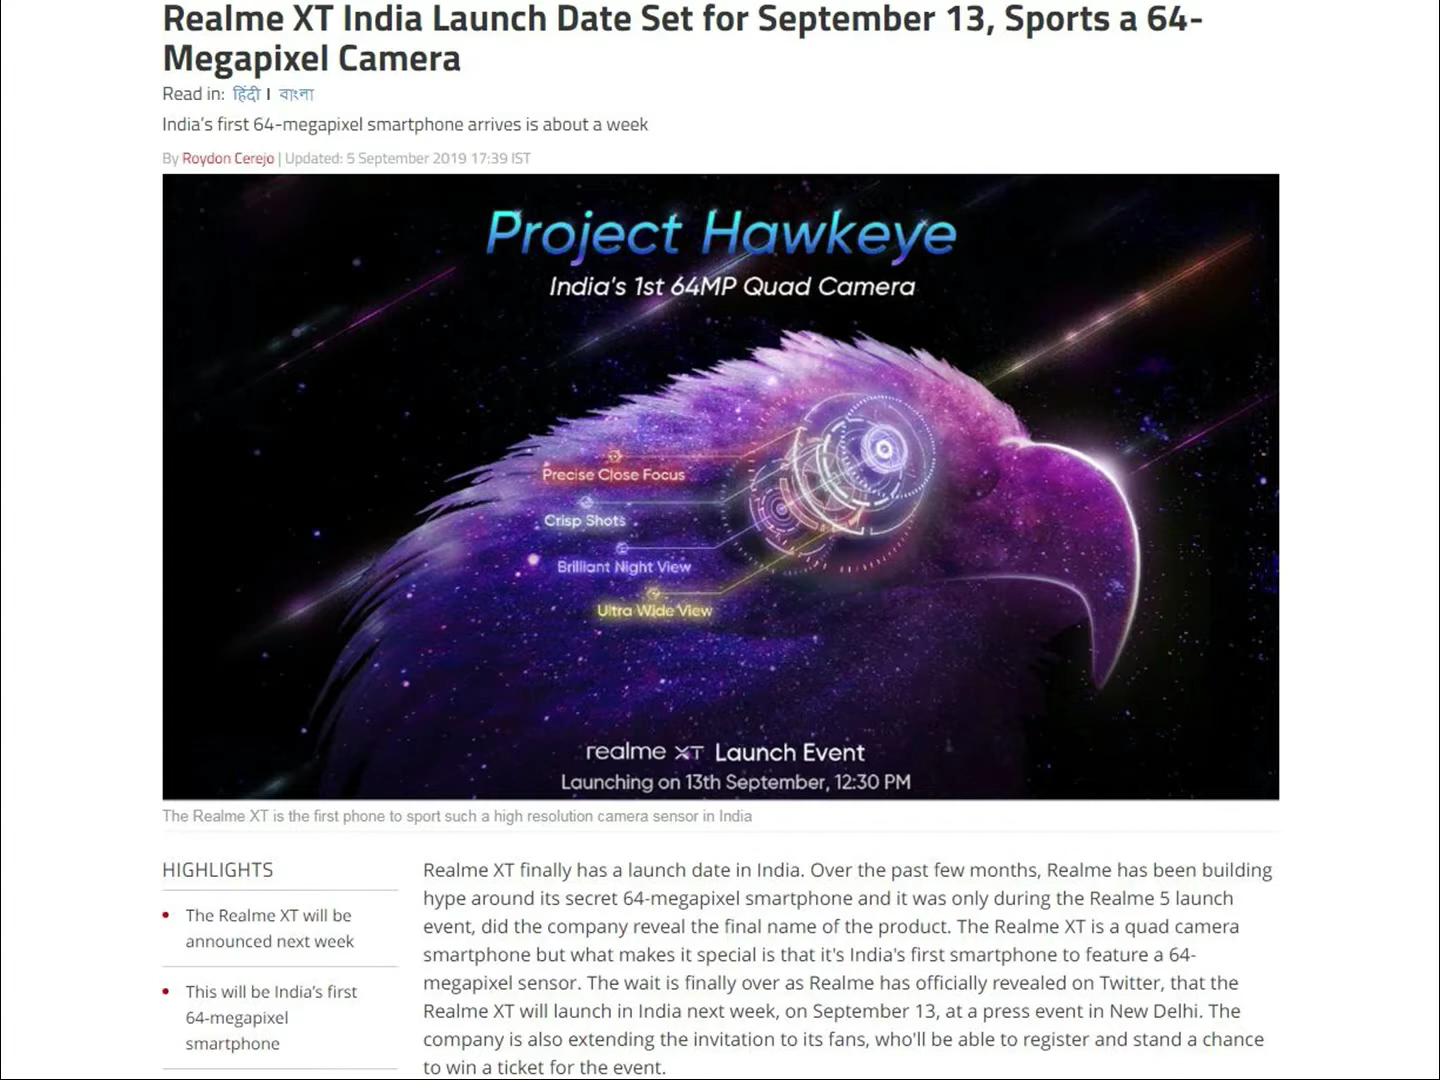 Realme XT India Launch Date Set for September 13, Sports a 64-
Megapixel Camera
Read in: हिंदी | বাংলা
India's first 64-megapixel smartphone arrives is about a week
By Roydon Cerejo | Updated: 5 September 2019 17:39 IST
Project Hawkeye
India's 1st 64MP Quad Camera
Precise Close Focus
Crisp Shots
Brilliant Night View
Ultra Wide View
realme XT Launch Event
Launching on 13th September, 12:30 PM
The Realme XT is the first phone to sport such a high resolution camera sensor in India
HIGHLIGHTS
The Realme XT will be
announced next week
This will be India's first
64-megapixel
smartphone
Realme XT finally has a launch date in India. Over the past few months, Realme has been building
hype around its secret 64-megapixel smartphone and it was only during the Realme 5 launch
event, did the company reveal the final name of the product. The Realme XT is a quad camera
smartphone but what makes it special is that it's India's first smartphone to feature a 64-
megapixel sensor. The wait is finally over as Realme has officially revealed on Twitter, that the
Realme XT will launch in India next week, on September 13, at a press event in New Delhi. The
company is also extending the invitation to its fans, who'll be able to register and stand a chance
to win a ticket for the event.